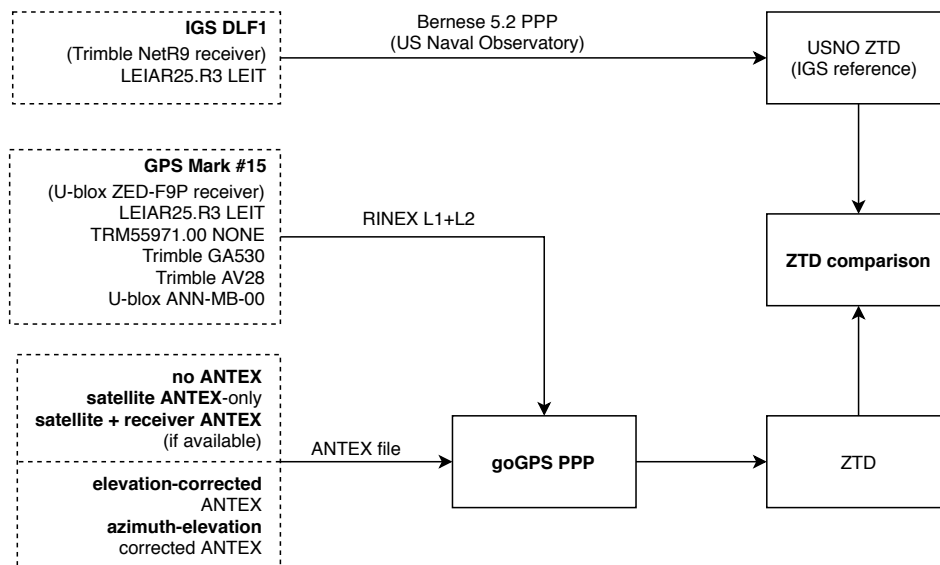 IGS DLF1
(Trimble NetR9 receiver)
LEIAR25.R3 LEIT
Bernese 5.2 PPP
(US Naval Observatory)
USNO ZTD
(IGS reference)
GPS Mark #15
(U-blox ZED-F9P receiver)
LEIAR25.R3 LEIT
TRM55971.00 NONE
Trimble GA530
Trimble AV28
U-blox ANN-MB-00
RINEX L1+L2
ZTD comparison
no ANTEX
satellite ANTEX-only
satellite + receiver ANTEX
(if available)
elevation-corrected
ANTEX
azimuth-elevation
corrected ANTEX
ANTEX file
goGPS PPP
ZTD